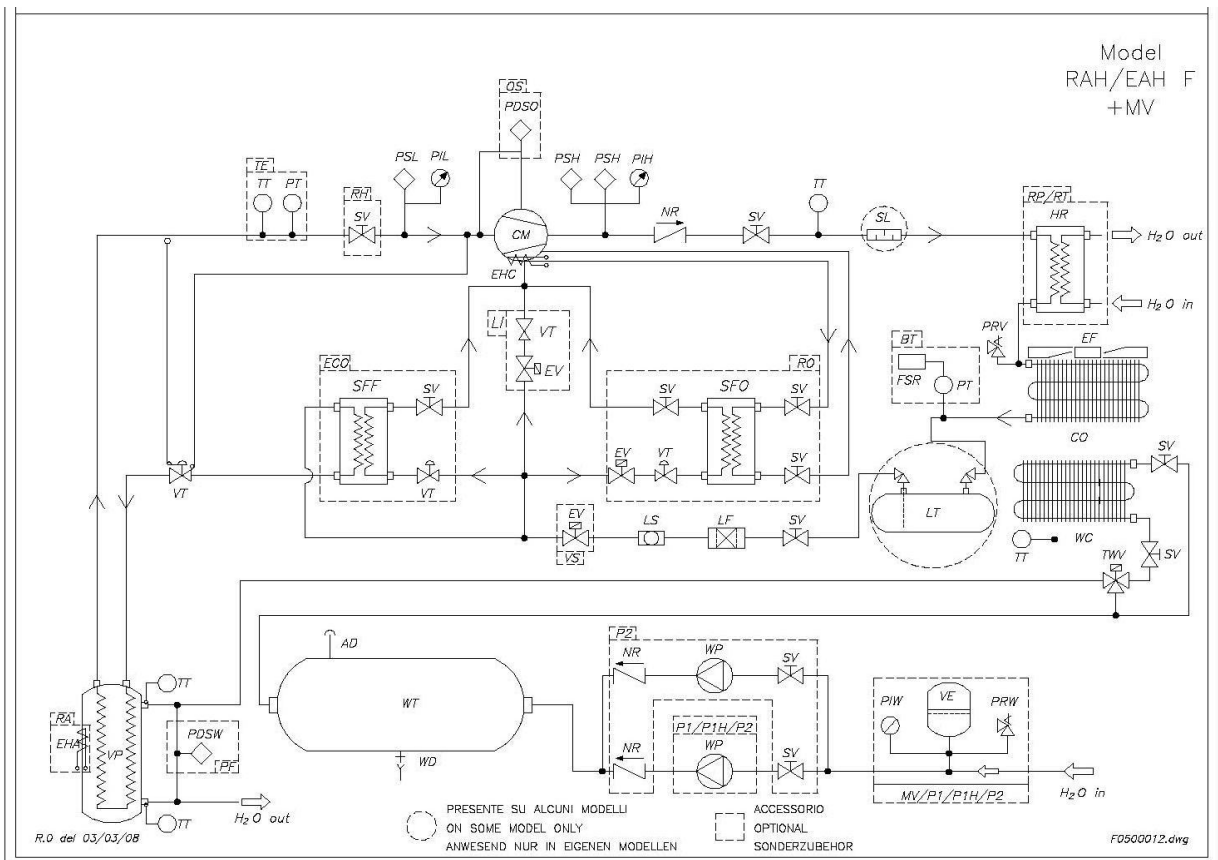 Model
RAH/EAH F
+MV
OS
PDSO
TE
TT PT
RH
SV
PSL PIL
PSH PSH PIH
NR
SV
TT
SL
RP/RT
HR
H2O out
H2O in
CM
EHC
LI
VT
EV
PRV
EF
BT
FSR
PT
CO
ECO
SFF
SV
VT
RO
SV
SFO
SV
EV
VT
SV
VT
EV
VS
LS
LF
SV
LT
SV
WC
TT
TWV
SV
AD
WT
WD
P2
NR
WP
SV
P1/P1H/P2
NR
WP
SV
PIW
VE
PRW
MV/P1/P1H/P2
H2O in
TT
RA
EHA
VP
PDSW
PF
H2O out
TT
PRESENTE SU ALCUNI MODELLI
ON SOME MODEL ONLY
ANWESEND NUR IN EIGENEN MODELLEN
ACCESSORIO
OPTIONAL
SONDERZUBEHOR
R.0 del 03/03/08
F0500012.dwg